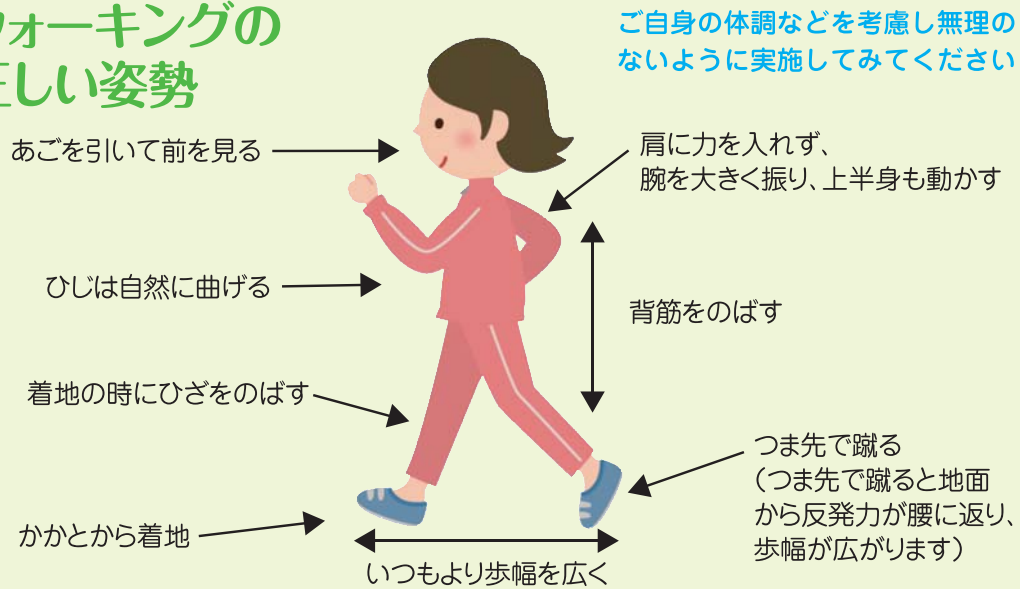 ォーキングの
正しい姿勢
ご自身の体調などを考慮し無理の
ないように実施してみてください
あごを引いて前を見る
肩に力を入れず、
腕を大きく振り、上半身も動かす
ひじは自然に曲げる
背筋をのばす
着地の時にひざをのばす
つま先で蹴る
（つま先で蹴ると地面
から反発力が腰に返り、
歩幅が広がります）
かかとから着地
いつもより歩幅を広く